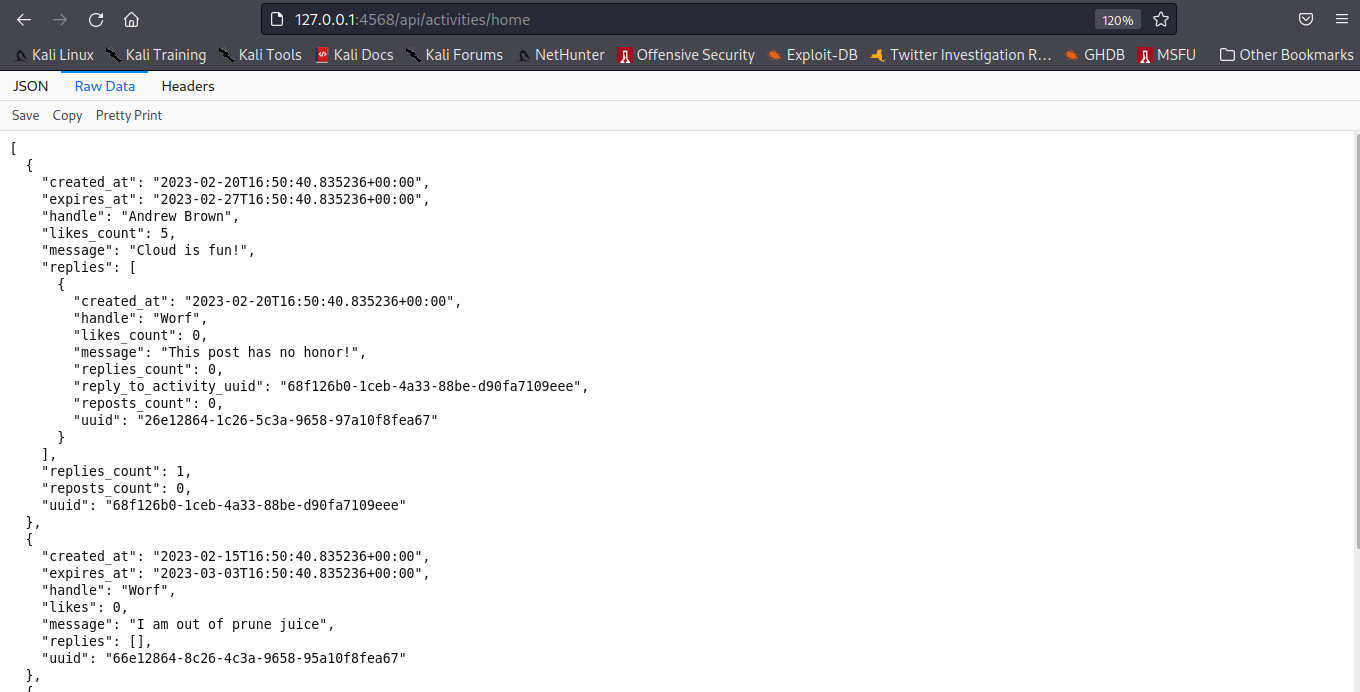 127.0.0.1:4568/api/activities/home 120%
Kali Linux Kali Training Kali Tools Kali Docs Kali Forums NetHunter Offensive Security Exploit-DB Twitter Investigation R… GHDB MSFU Other Bookmarks
JSON Raw Data Headers
Save Copy Pretty Print
[
  {
    "created_at": "2023-02-20T16:50:40.835236+00:00",
    "expires_at": "2023-02-27T16:50:40.835236+00:00",
    "handle": "Andrew Brown",
    "likes_count": 5,
    "message": "Cloud is fun!",
    "replies": [
      {
        "created_at": "2023-02-20T16:50:40.835236+00:00",
        "handle": "Worf",
        "likes_count": 0,
        "message": "This post has no honor!",
        "replies_count": 0,
        "reply_to_activity_uuid": "68f126b0-1ceb-4a33-88be-d90fa7109eee",
        "reposts_count": 0,
        "uuid": "26e12864-1c26-5c3a-9658-97a10f8fea67"
      }
    ],
    "replies_count": 1,
    "reposts_count": 0,
    "uuid": "68f126b0-1ceb-4a33-88be-d90fa7109eee"
  },
  {
    "created_at": "2023-02-15T16:50:40.835236+00:00",
    "expires_at": "2023-03-03T16:50:40.835236+00:00",
    "handle": "Worf",
    "likes": 0,
    "message": "I am out of prune juice",
    "replies": [],
    "uuid": "66e12864-8c26-4c3a-9658-95a10f8fea67"
  },
  {